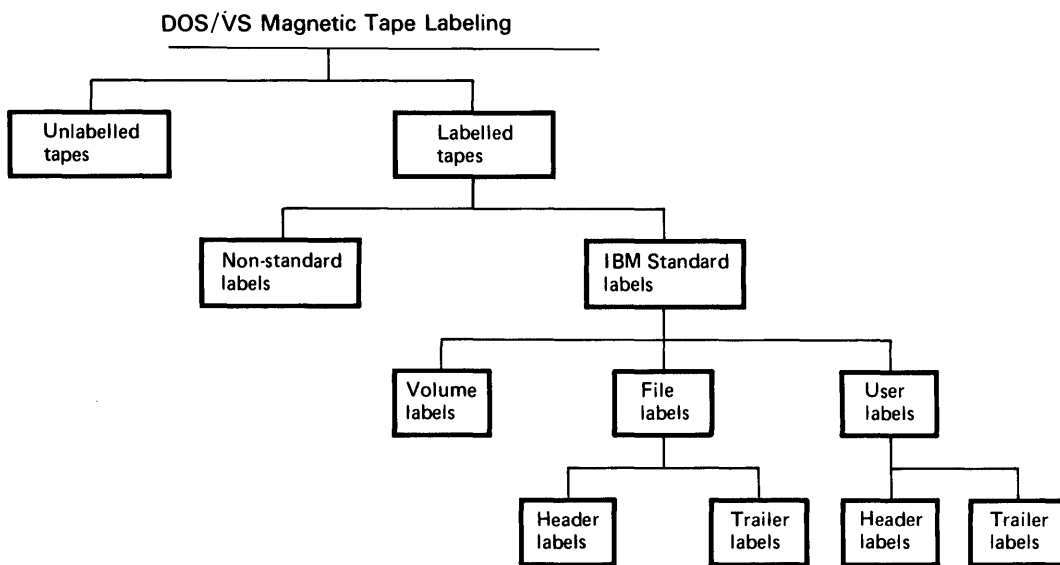 DOS/VS Magnetic Tape Labeling
Unlabelled
tapes
Labelled
tapes
Non-standard
labels
IBM Standard
labels
Volume
labels
File
labels
User
labels
Header
labels
Trailer
labels
Header
labels
Trailer
labels